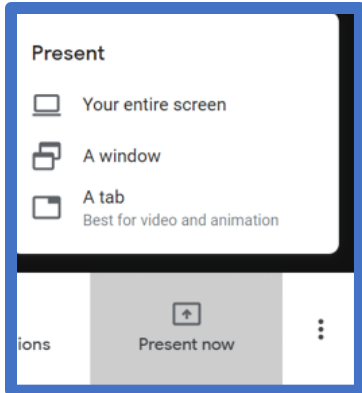 Present
Your entire screen
A window
A tab
Best for video and animation
ions
Present now